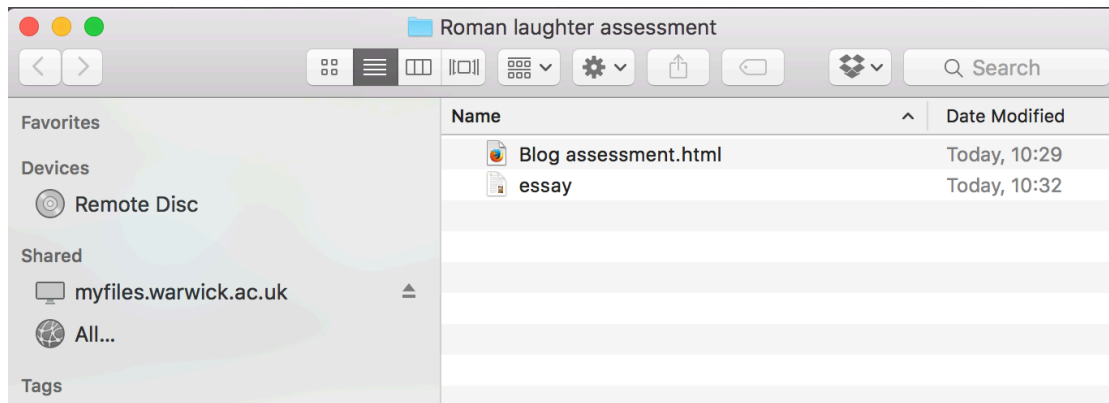 Roman laughter assessment
Search
Favorites
Devices
Remote Disc
Shared
myfiles.warwick.ac.uk
All...
Tags
Name
Date Modified
Blog assessment.html
Today, 10:29
essay
Today, 10:32